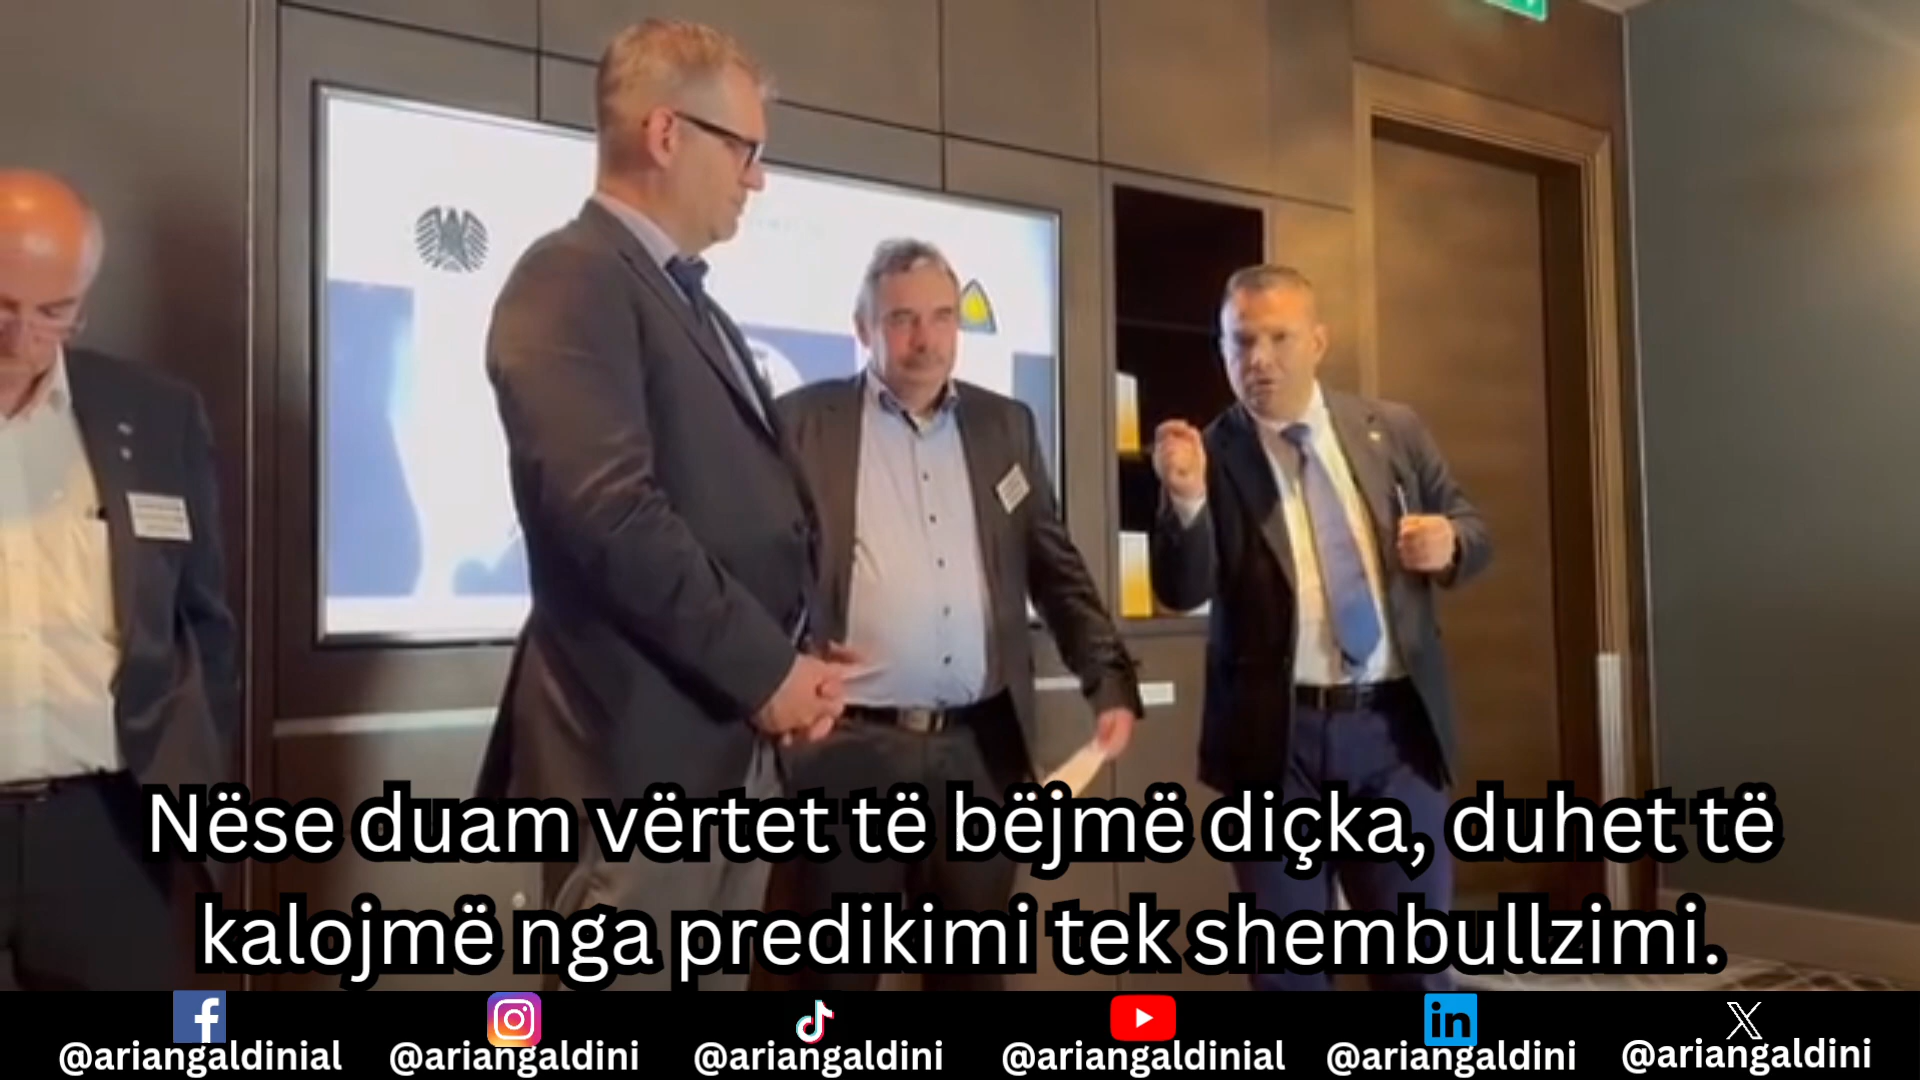 Nëse duam vërtet të bëjmë diçka, duhet të
kalojmë nga predikimi tek shembullzimi.
@ariangaldinial @ariangaldini @ariangaldini @ariangaldinial @ariangaldini @ariangaldini